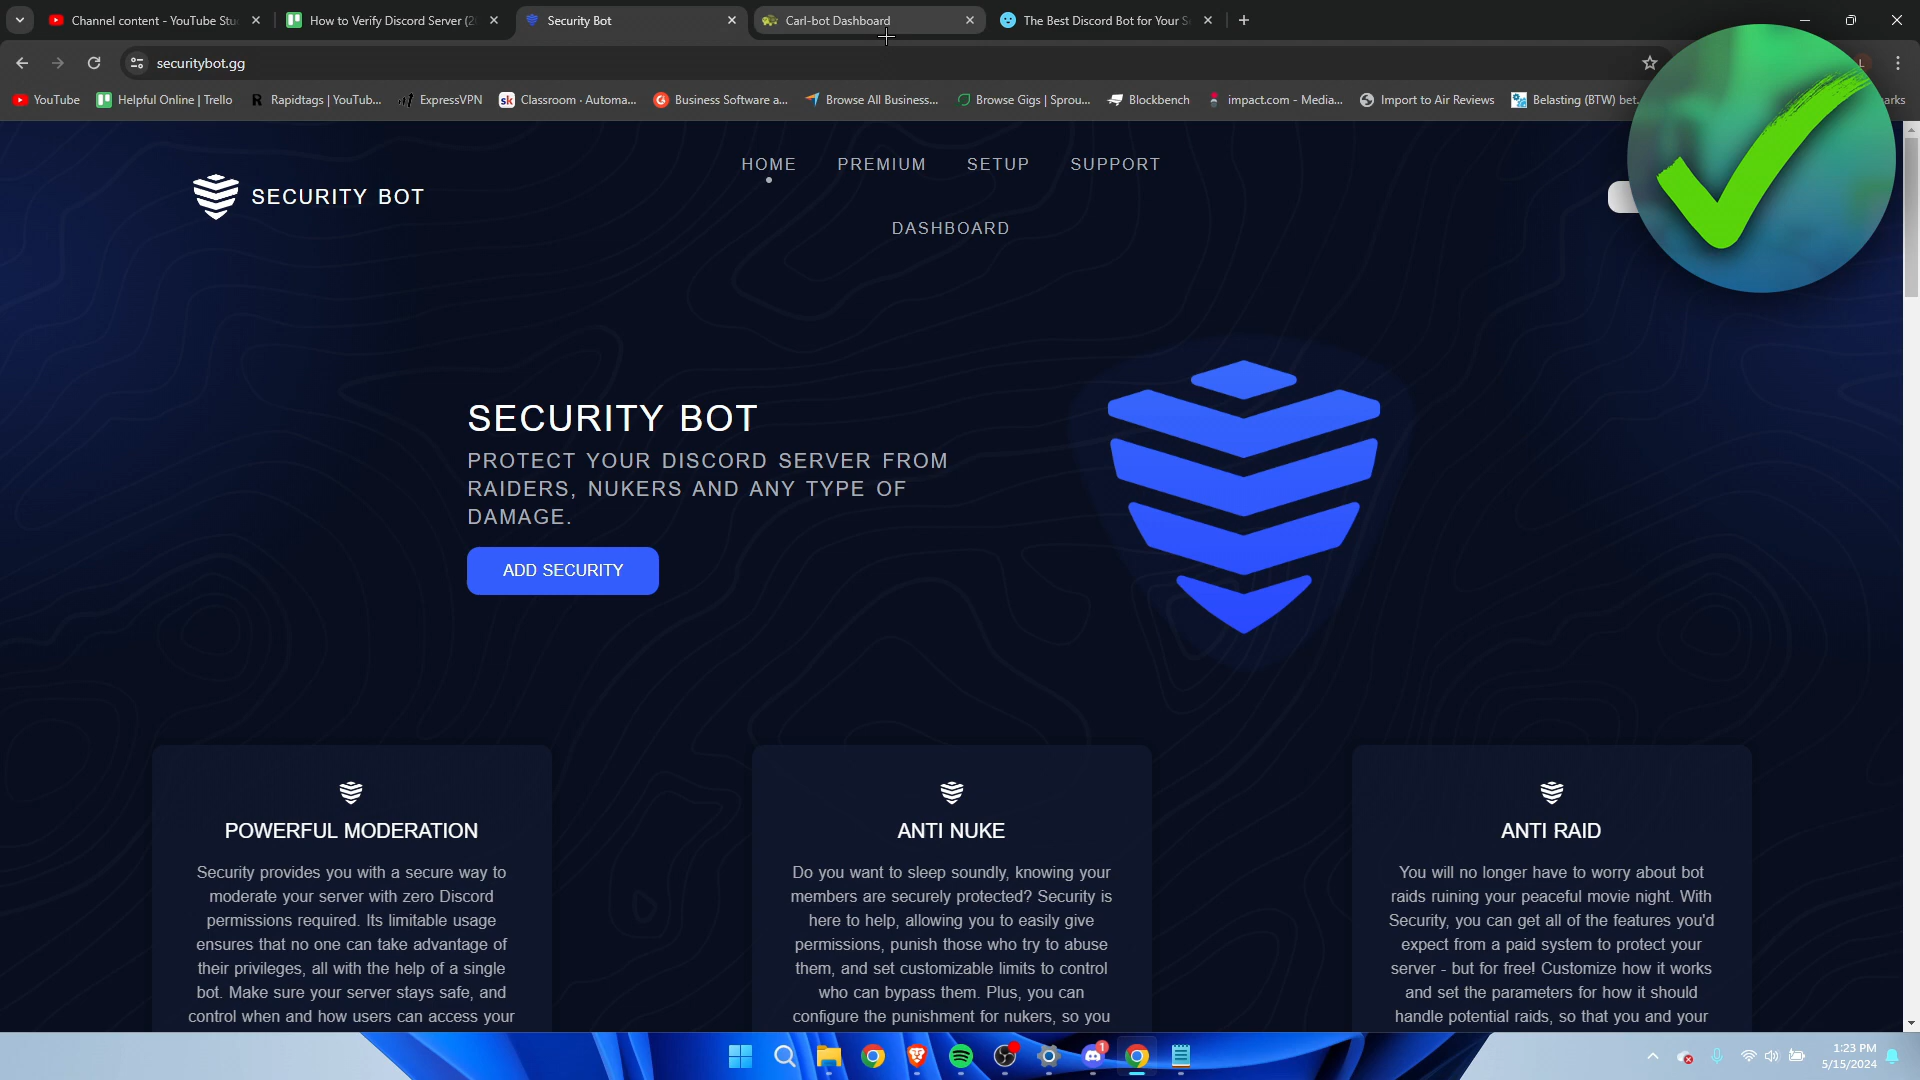 Channel content - YouTube Stu
How to Verify Discord Server (2
Security Bot
Carl-bot Dashboard
The Best Discord Bot for Your S
securitybot.gg
YouTube
Helpful Online | Trello
Rapidtags | YouTub...
ExpressVPN
Classroom - Automa...
Business Software a...
Browse All Business...
Browse Gigs | Sprou...
Blockbench
impact.com - Media...
Import to Air Reviews
Belasting (BTW) bet...
arks
SECURITY BOT
HOME
PREMIUM
SETUP
SUPPORT
DASHBOARD
SECURITY BOT
PROTECT YOUR DISCORD SERVER FROM
RAIDERS, NUKERS AND ANY TYPE OF
DAMAGE.
ADD SECURITY
POWERFUL MODERATION
Security provides you with a secure way to
moderate your server with zero Discord
permissions required. Its limitable usage
ensures that no one can take advantage of
their privileges, all with the help of a single
bot. Make sure your server stays safe, and
control when and how users can access your
ANTI NUKE
Do you want to sleep soundly, knowing your
members are securely protected? Security is
here to help, allowing you to easily give
permissions, punish those who try to abuse
them, and set customizable limits to control
who can bypass them. Plus, you can
configure the punishment for nukers, so you
ANTI RAID
You will no longer have to worry about bot
raids ruining your peaceful movie night. With
Security, you can get all of the features you'd
expect from a paid system to protect your
server - but for free! Customize how it works
and set the parameters for how it should
handle potential raids, so that you and your
1
1:23 PM
5/15/2024